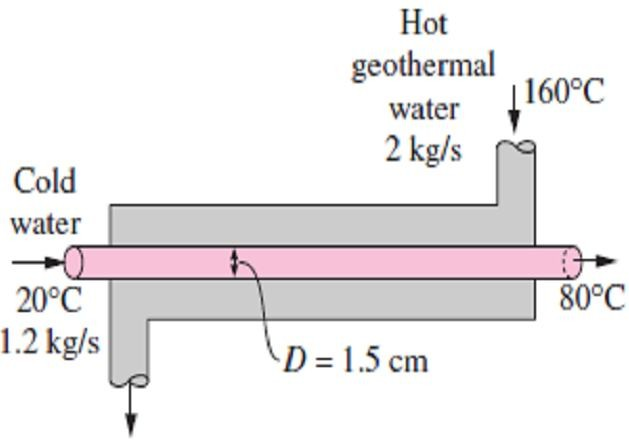 Hot
geothermal
water
2 kg/s
160°C
Cold
water
20°C
1.2 kg/s
80°C
D = 1.5 cm